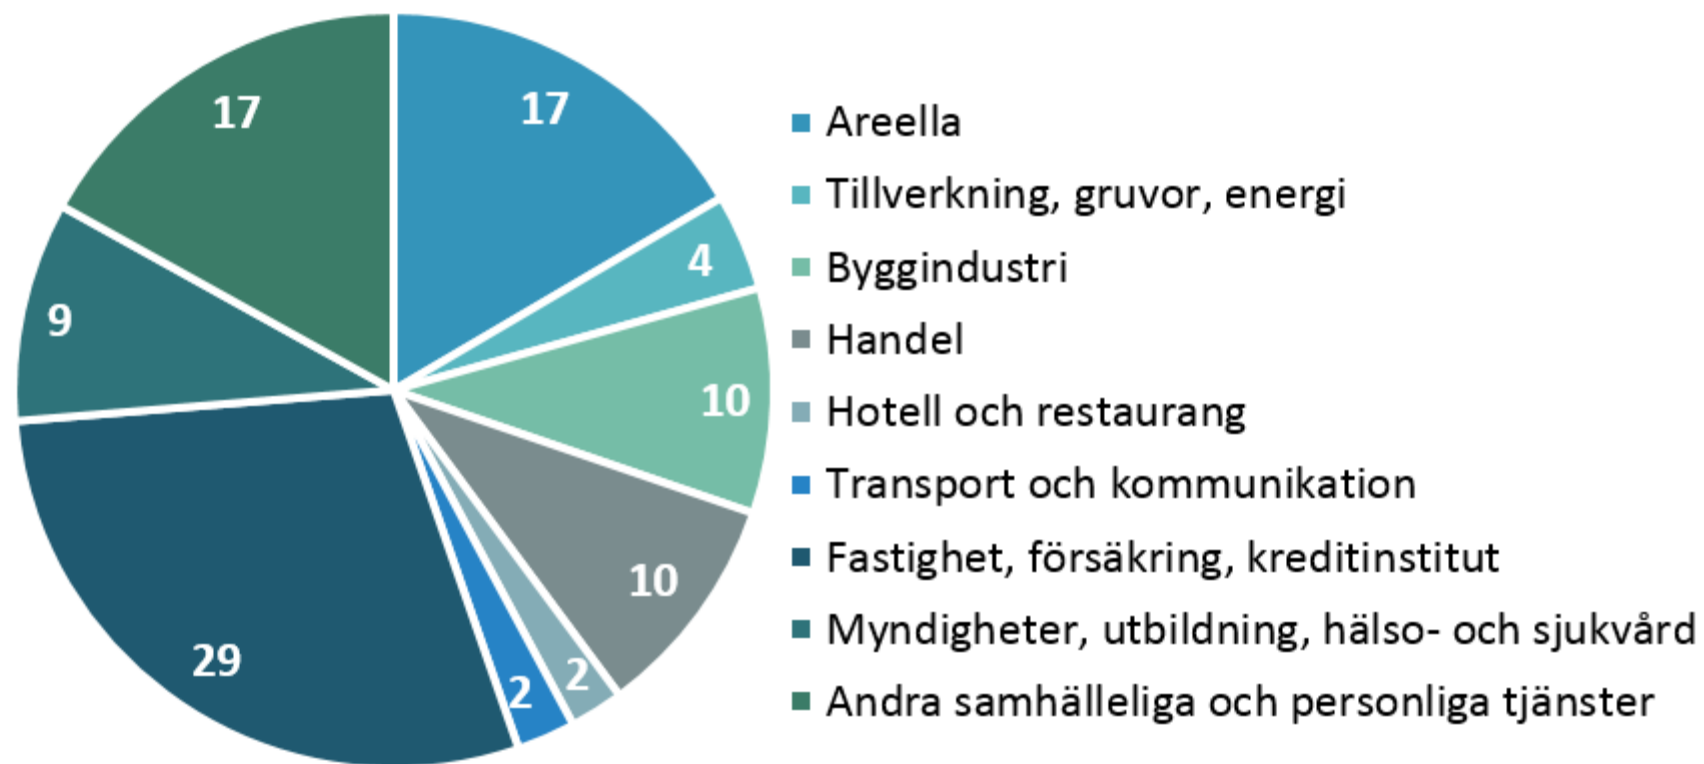 17
17
4
9
10
10
29
2
2
Areella
Tillverkning, gruvor, energi
Byggindustri
Handel
Hotell och restaurang
Transport och kommunikation
Fastighet, försäkring, kreditinstitut
Myndigheter, utbildning, hälso- och sjukvård
Andra samhälleliga och personliga tjänster